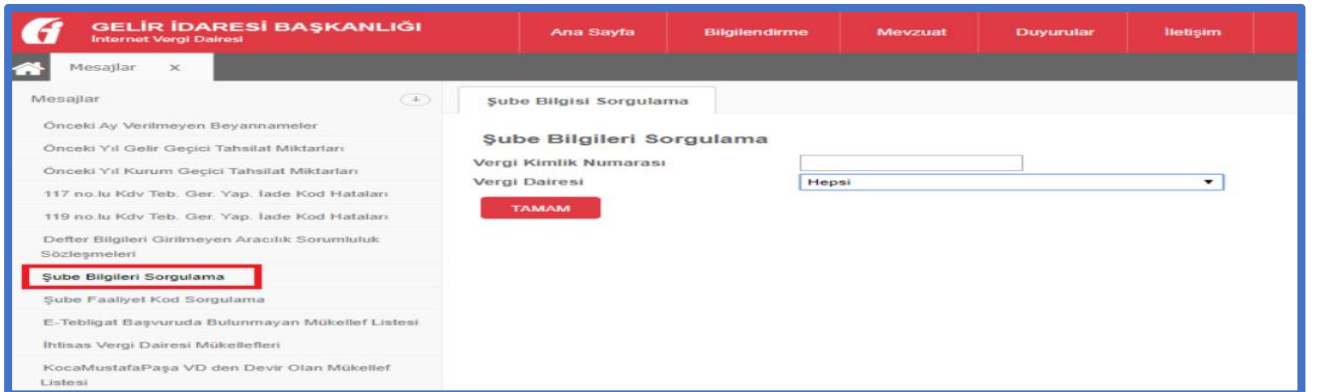 GELİR İDARESİ BAŞKANLIĞI
İnternet Vergi Dairesi
Ana Sayfa
Bilgilendirme
Mevzuat
Duyurular
İletişim
Mesajlar x
Mesajlar
Önceki Ay Verilmeyen Beyannameler
Önceki Yıl Gelir Geçici Tahsilat Miktarları
Önceki Yıl Kurum Geçici Tahsilat Miktarları
117 no.lu Kdv Teb. Ger. Yap. İade Kod Hataları
119 no.lu Kdv Teb. Ger. Yap. İade Kod Hataları
Defter Bilgileri Girilmeyen Aracılık Sorumluluk
Sözleşmeleri
Şube Bilgileri Sorgulama
Şube Faaliyet Kod Sorgulama
E-Tebligat Başvuruda Bulunmayan Mükellef Listesi
İhtisas Vergi Dairesi Mükellefleri
KocaMustafaPaşa VD den Devir Olan Mükellef
Listesi
Şube Bilgisi Sorgulama
Şube Bilgileri Sorgulama
Vergi Kimlik Numarası
Vergi Dairesi
Hepsi
TAMAM